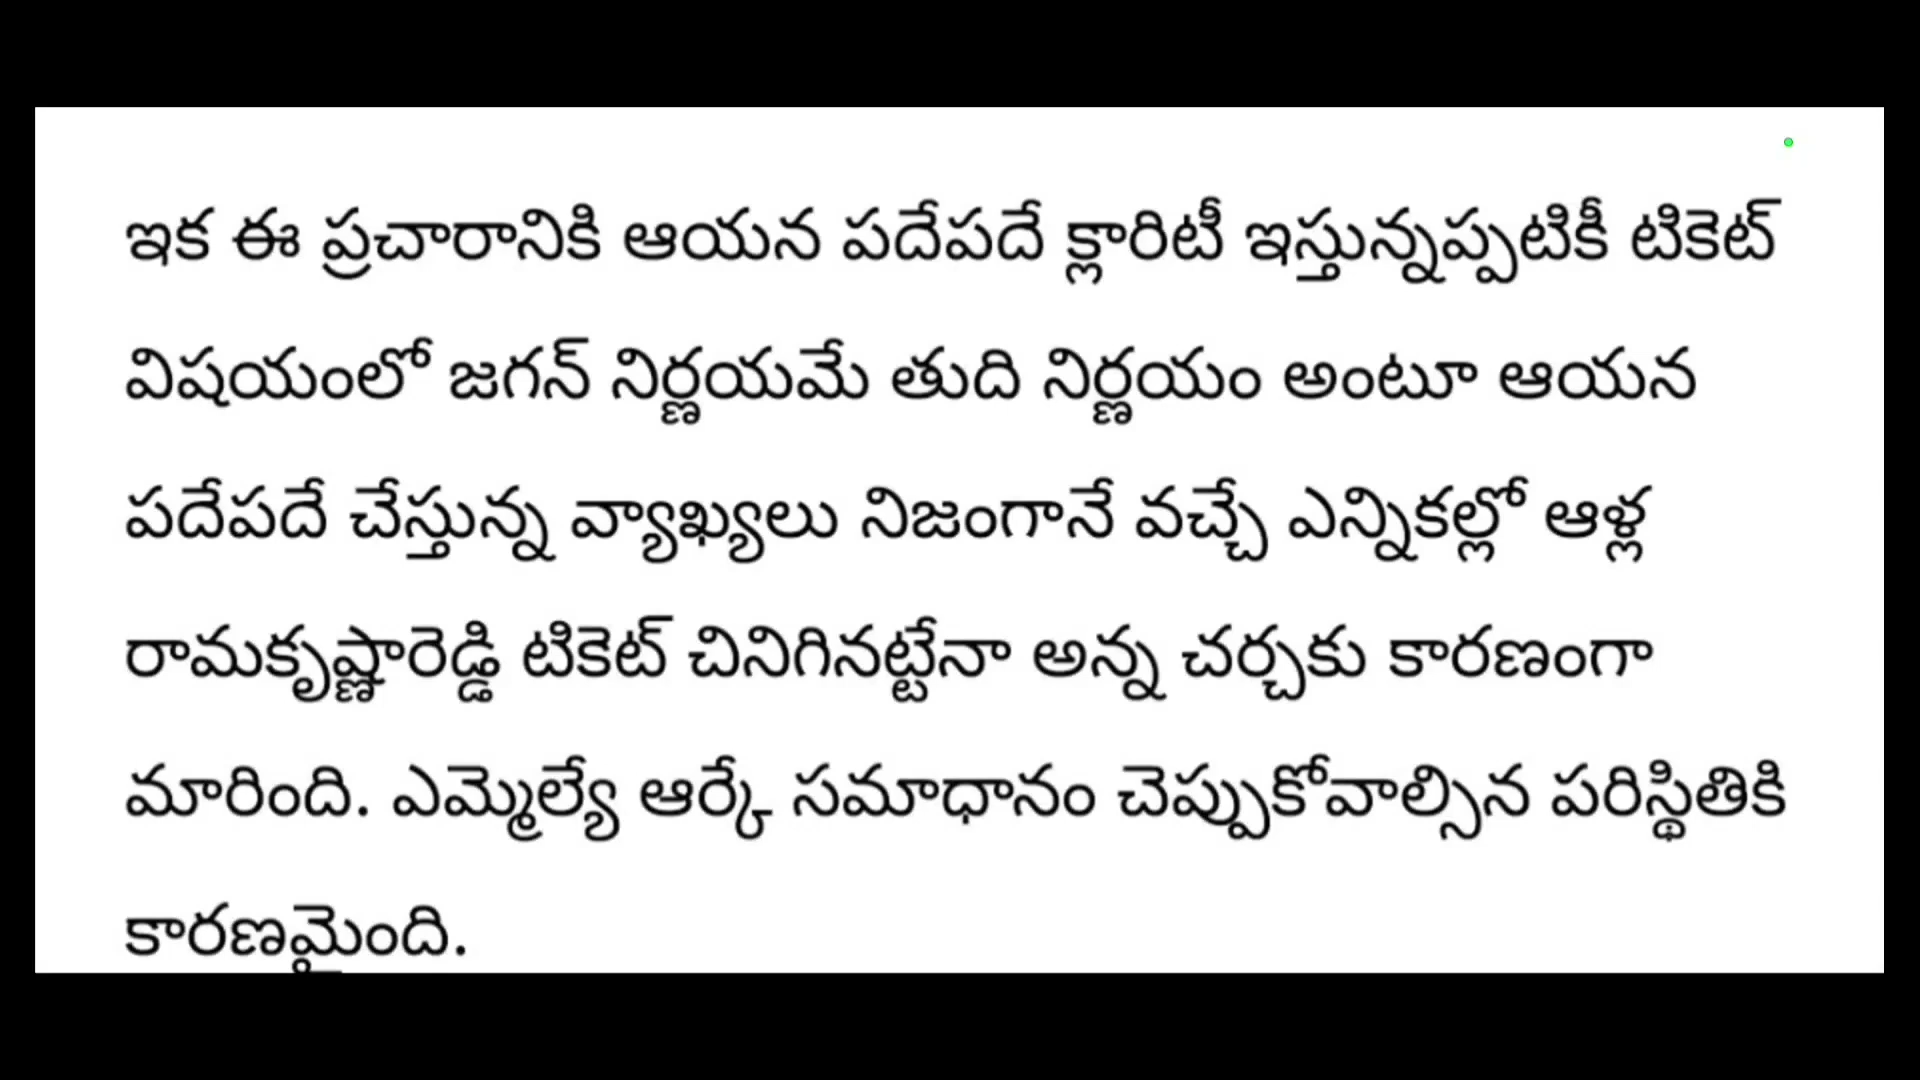 ఇక ఈ ప్రచారానికి ఆయన పదేపదే క్లారిటీ ఇస్తున్నప్పటికీ టికెట్
విషయంలో జగన్ నిర్ణయమే తుది నిర్ణయం అంటూ ఆయన
పదేపదే చేస్తున్న వ్యాఖ్యలు నిజంగానే వచ్చే ఎన్నికల్లో ఆళ్ల
రామకృష్ణారెడ్డి టికెట్ చినిగినట్టేనా అన్న చర్చకు కారణంగా
మారింది. ఎమ్మెల్యే ఆర్కే సమాధానం చెప్పుకోవాల్సిన పరిస్థితికి
కారణమైంది.